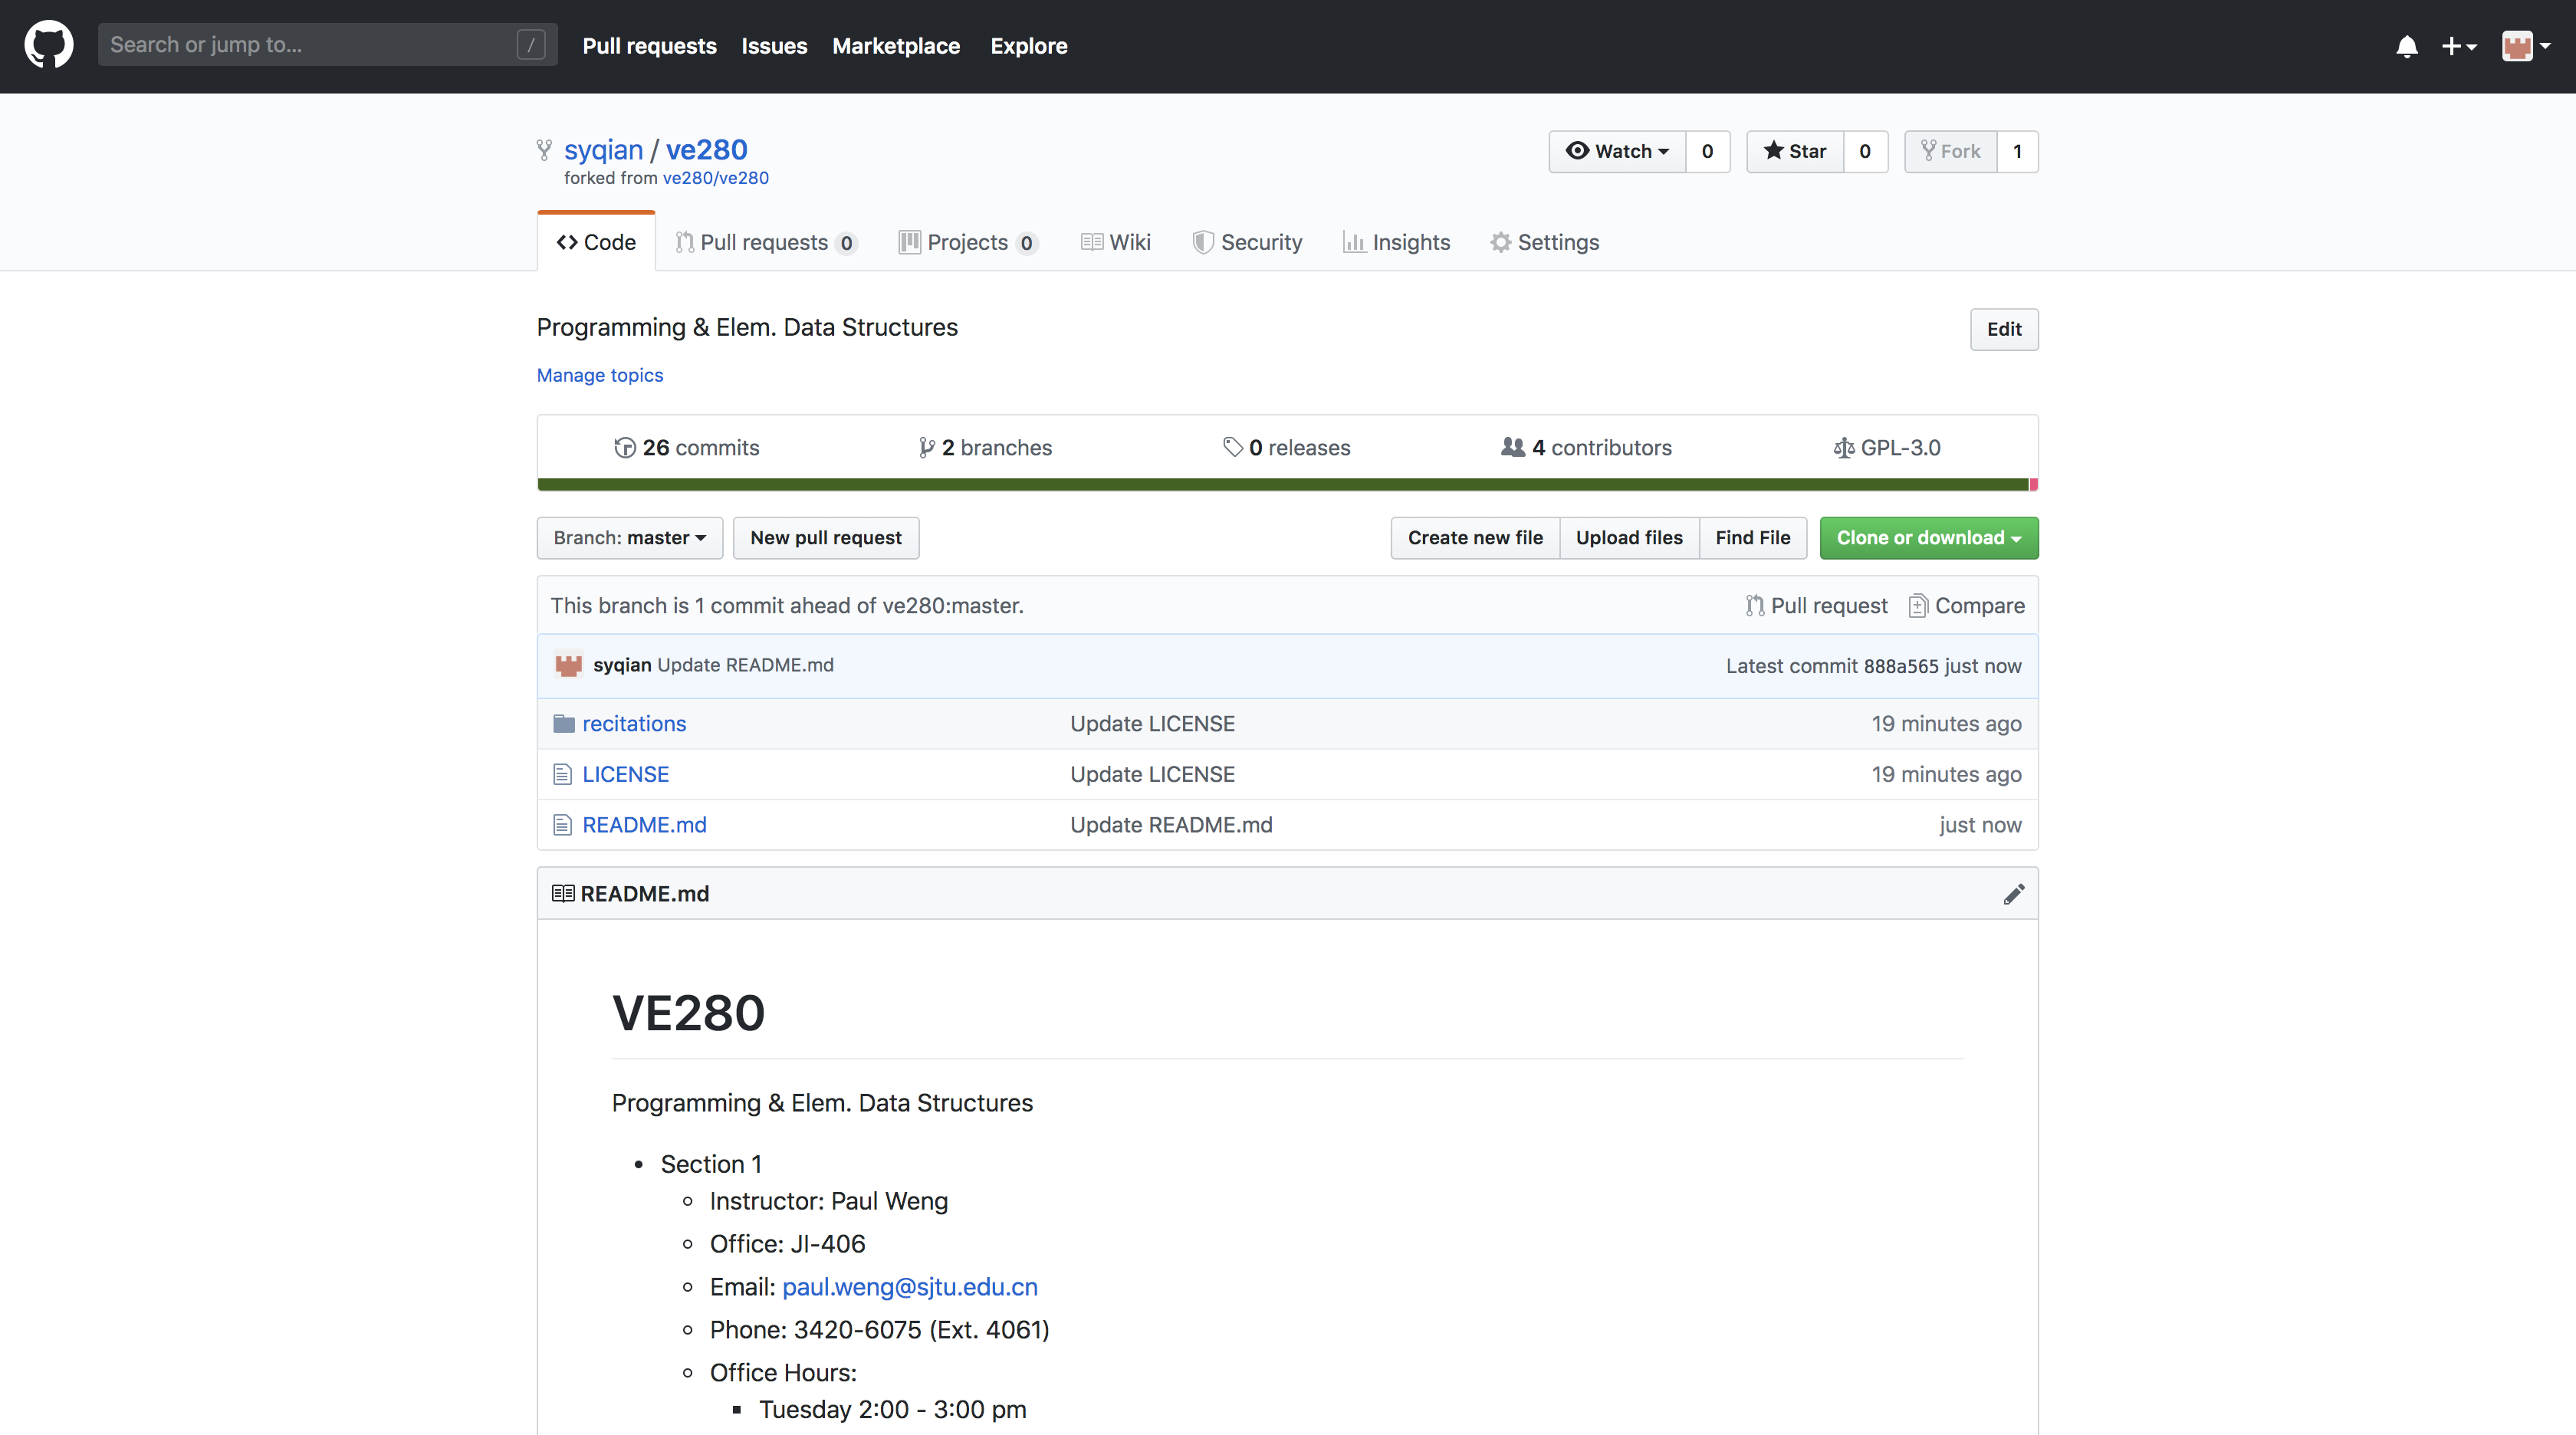 Search or jump to... /
Pull requests Issues Marketplace Explore
syqian / ve280
forked from ve280/ve280
Watch 0 Star 0 Fork 1
Code Pull requests 0 Projects 0 Wiki Security Insights Settings
Programming & Elem. Data Structures
Edit
Manage topics
26 commits 2 branches 0 releases 4 contributors GPL-3.0
Branch: master New pull request Create new file Upload files Find File Clone or download
This branch is 1 commit ahead of ve280:master. Pull request Compare
syqian Update README.md Latest commit 888a565 just now
recitations Update LICENSE 19 minutes ago
LICENSE Update LICENSE 19 minutes ago
README.md Update README.md just now
README.md
VE280
Programming & Elem. Data Structures
Section 1
Instructor: Paul Weng
Office: JI-406
Email: paul.weng@sjtu.edu.cn
Phone: 3420-6075 (Ext. 4061)
Office Hours:
Tuesday 2:00 - 3:00 pm